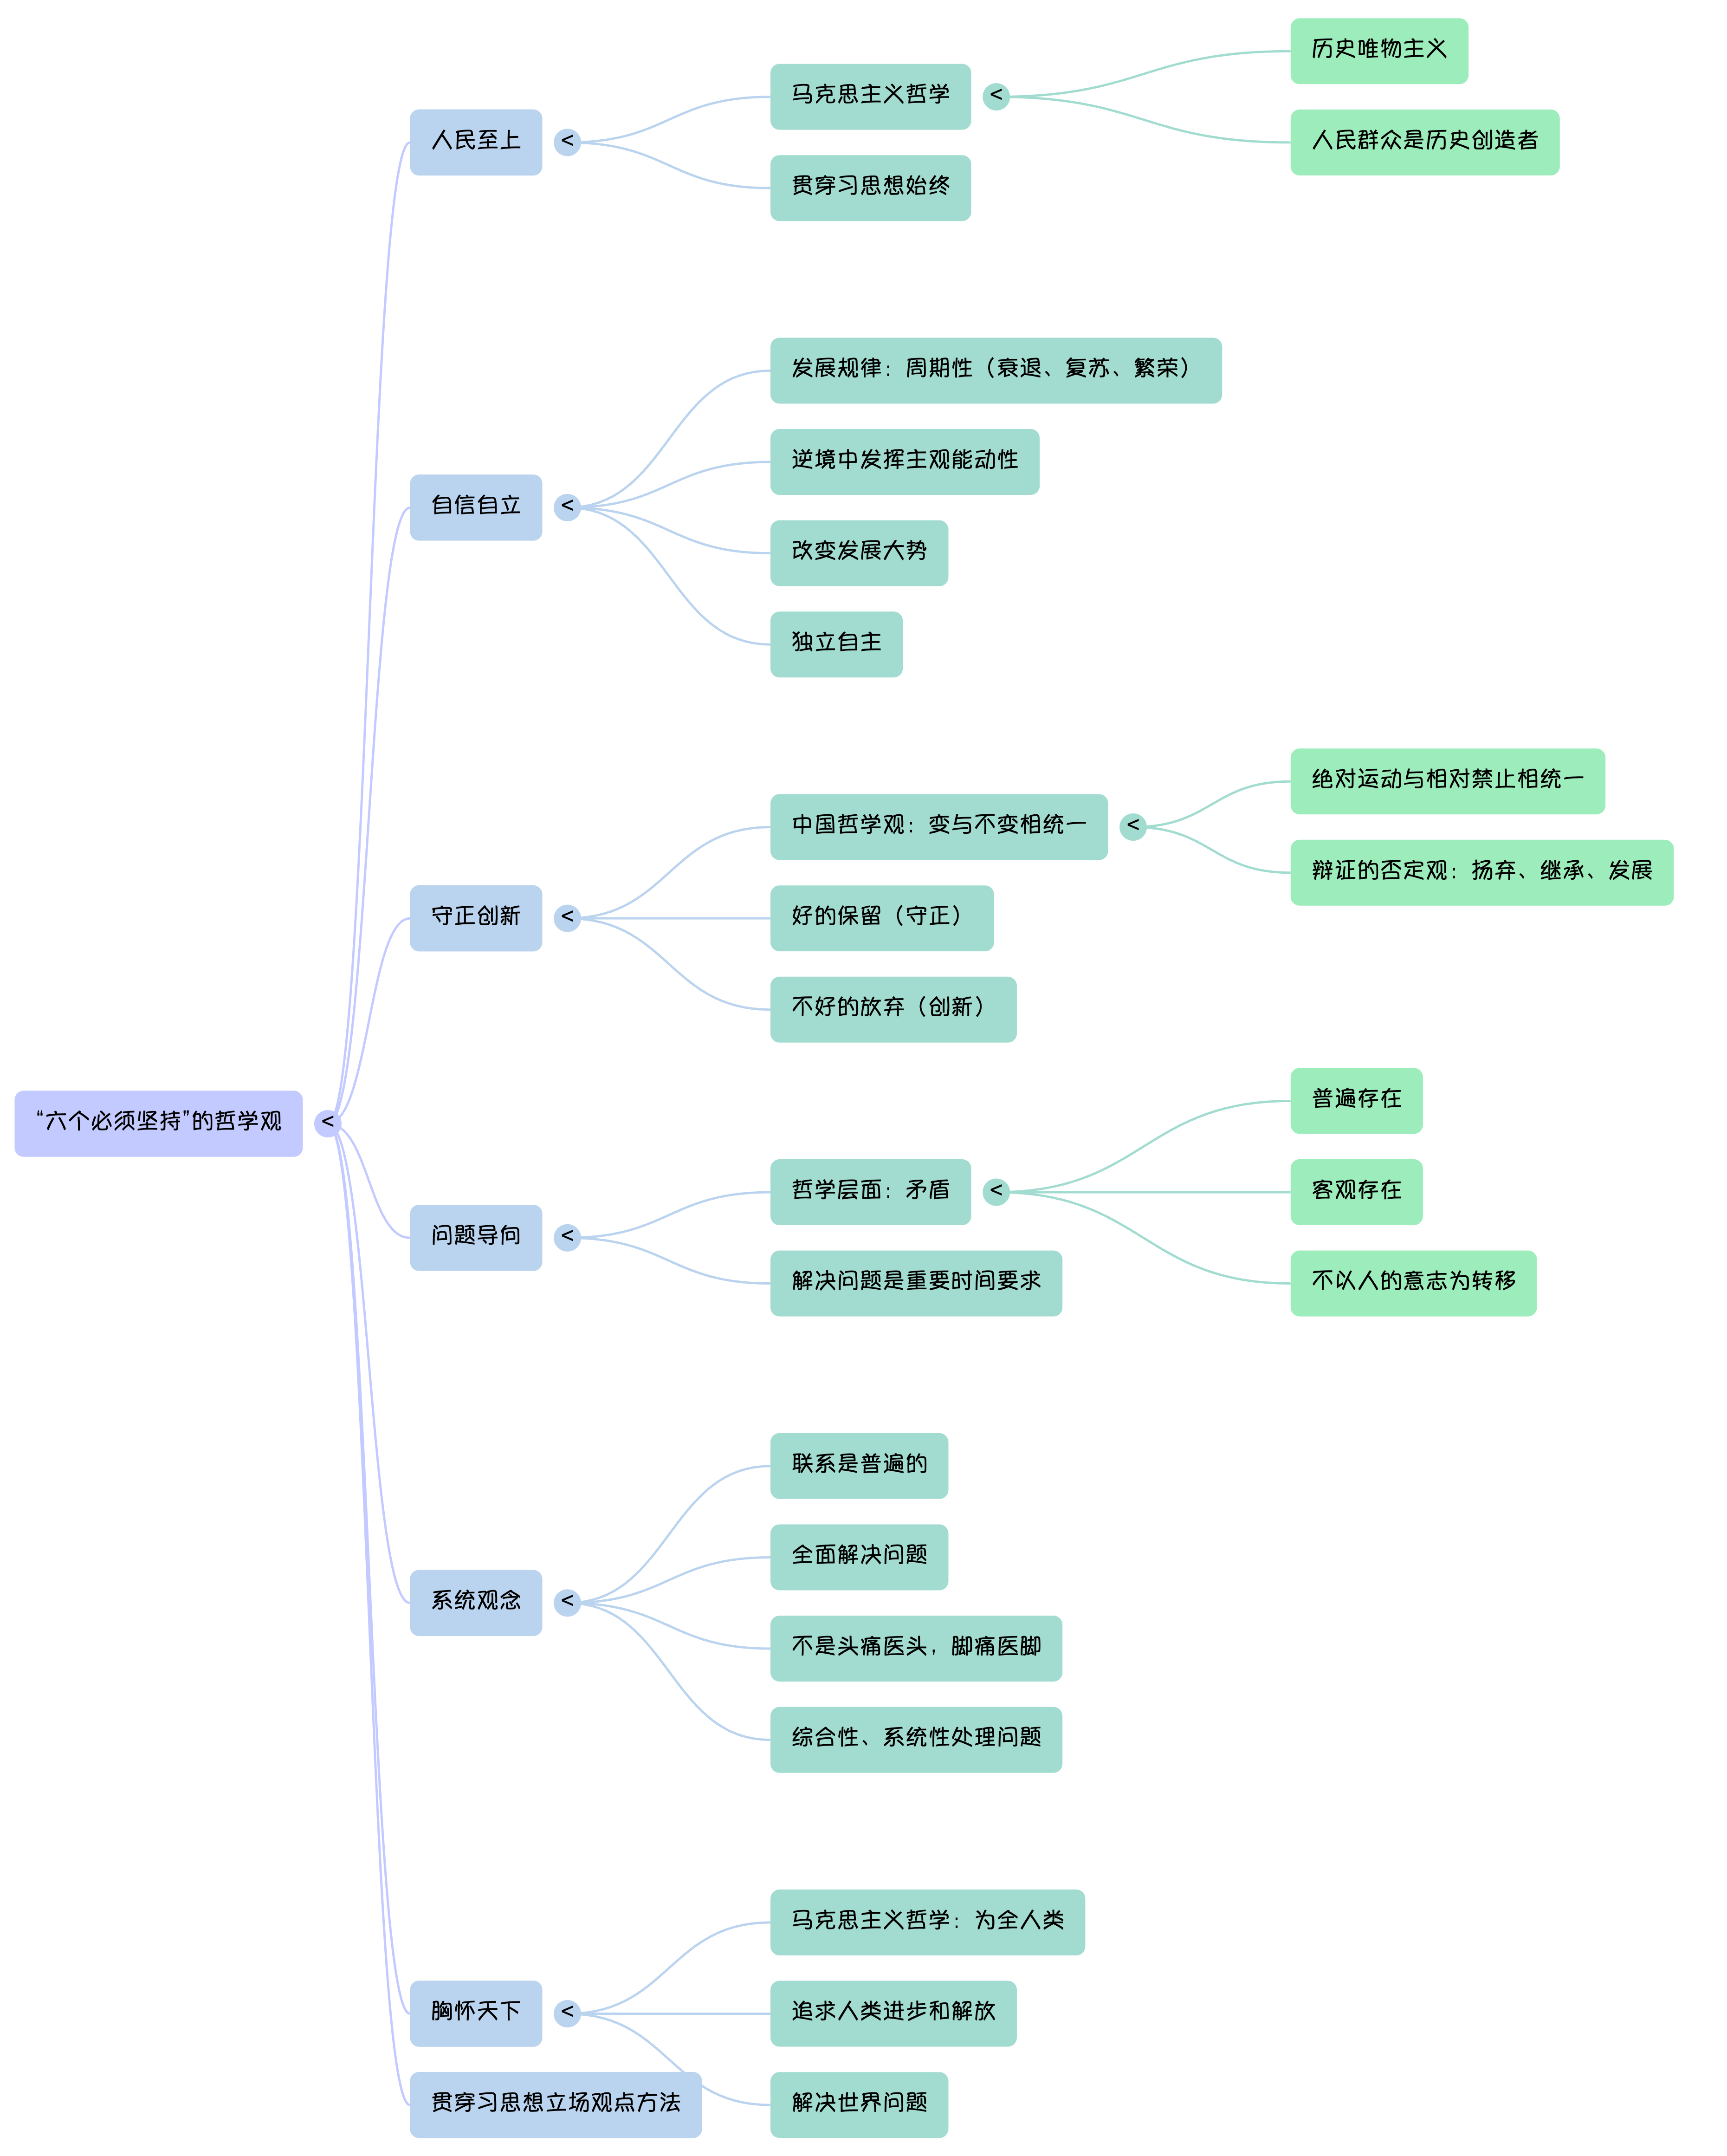 “六个必须坚持”的哲学观
<
人民至上
<
马克思主义哲学
<
历史唯物主义
人民群众是历史创造者
贯穿习思想始终
自信自立
<
发展规律：周期性（衰退、复苏、繁荣）
逆境中发挥主观能动性
改变发展大势
独立自主
守正创新
<
中国哲学观：变与不变相统一
<
绝对运动与相对禁止相统一
辩证的否定观：扬弃、继承、发展
好的保留（守正）
不好的放弃（创新）
问题导向
<
哲学层面：矛盾
<
普遍存在
客观存在
不以人的意志为转移
解决问题是重要时间要求
系统观念
<
联系是普遍的
全面解决问题
不是头痛医头，脚痛医脚
综合性、系统性处理问题
胸怀天下
<
马克思主义哲学：为全人类
追求人类进步和解放
解决世界问题
贯穿习思想立场观点方法